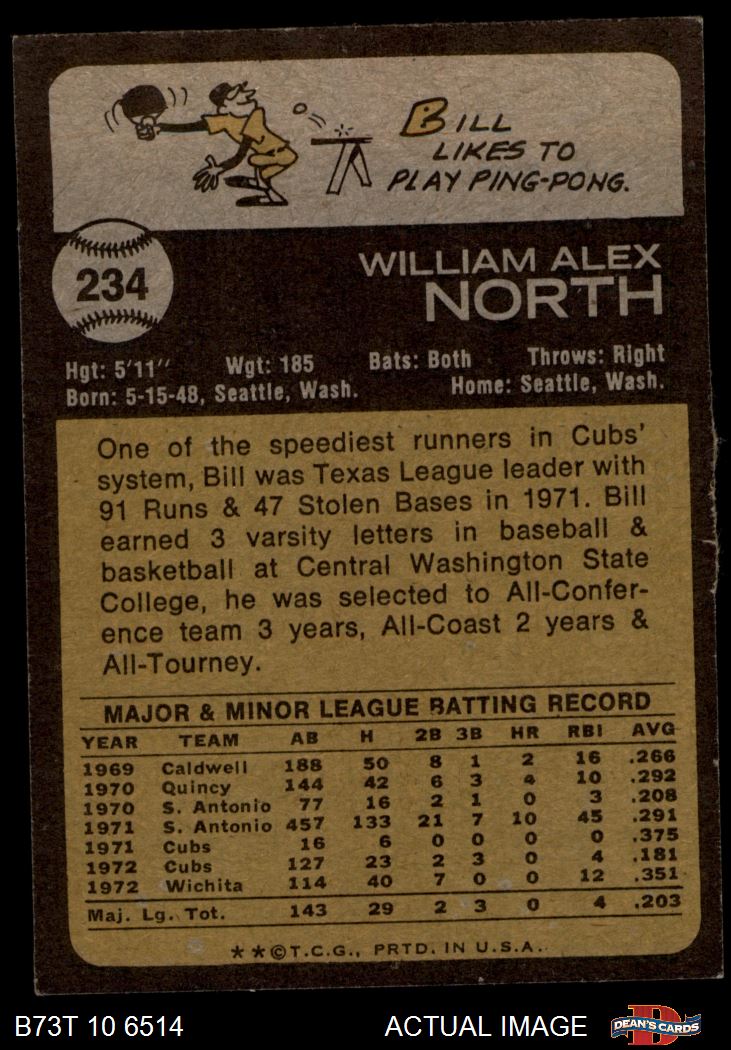 BILL
LIKES TO
PLAY PING-PONG.
234
WILLIAM ALEX
NORTH
Hgt: 5'11" Wgt: 185 Bats: Both Throws: Right
Born: 5-15-48, Seattle, Wash. Home: Seattle, Wash.
One of the speediest runners in Cubs'
system, Bill was Texas League leader with
91 Runs & 47 Stolen Bases in 1971. Bill
earned 3 varsity letters in baseball &
basketball at Central Washington State
College, he was selected to All-Confer-
ence team 3 years, All-Coast 2 years &
All-Tourney.
MAJOR & MINOR LEAGUE BATTING RECORD
YEAR TEAM AB H 2B 3B HR RBI AVG
1969 Caldwell 188 50 8 1 2 16 .266
1970 Quincy 144 42 6 3 4 10 .292
1970 S. Antonio 77 16 2 1 0 3 .208
1971 S. Antonio 457 133 21 7 10 45 .291
1971 Cubs 16 6 0 0 0 0 .375
1972 Cubs 127 23 2 3 0 4 .181
1972 Wichita 114 40 7 0 0 12 .351
Maj. Lg. Tot. 143 29 2 3 0 4 .203
**©T.C.G., PRTD. IN U.S.A.
B73T 10 6514 ACTUAL IMAGE
D
DEAN'S CARDS